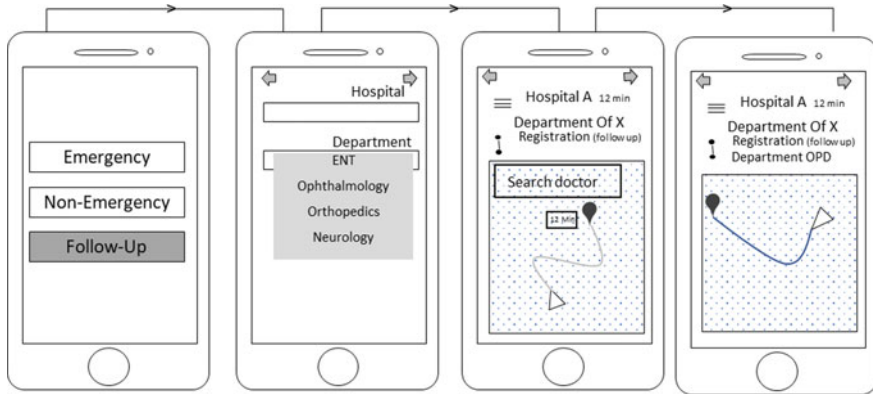 Emergency
Non-Emergency
Follow-Up
Hospital
Department
ENT
Ophthalmology
Orthopedics
Neurology
Hospital A 12 min
Department Of X
Registration (follow up)
Search doctor
12 Min
Hospital A 12 min
Department Of X
Registration (follow up)
Department OPD